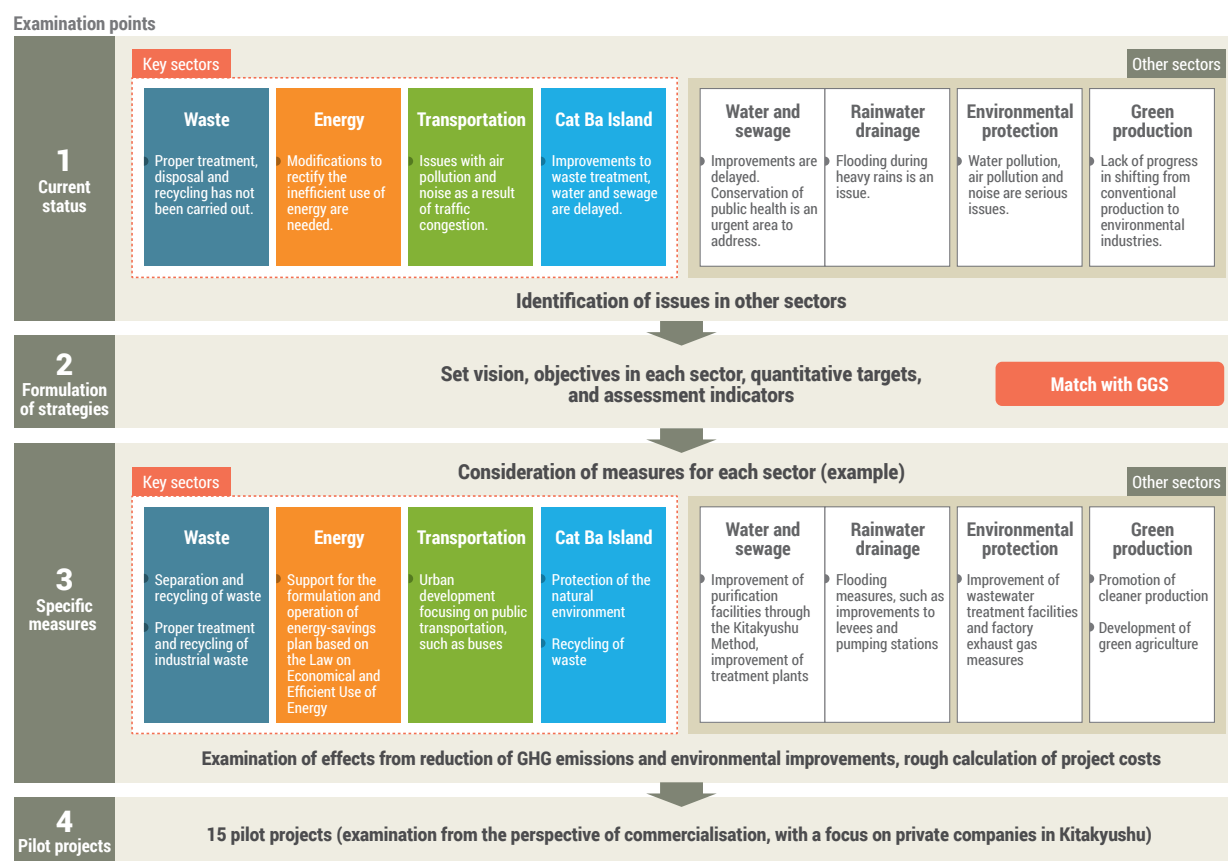 Examination points
1
Current
status
Key sectors
Other sectors
Waste
Proper treatment,
disposal and
recycling has not
been carried out.
Energy
Modifications to
rectify the
inefficient use of
energy are
needed.
Transportation
Issues with air
pollution and
noise as a result
of traffic
congestion.
Cat Ba Island
Improvements to
waste treatment,
water and sewage
are delayed.
Water and
sewage
Improvements are
delayed.
Conservation of
public health is an
urgent area to
address.
Rainwater
drainage
Flooding during
heavy rains is an
issue.
Environmental
protection
Water pollution,
air pollution and
noise are serious
issues.
Green
production
Lack of progress
in shifting from
conventional
production to
environmental
industries.
Identification of issues in other sectors
2
Formulation
of strategies
Set vision, objectives in each sector, quantitative targets,
and assessment indicators
Match with GGS
3
Specific
measures
Consideration of measures for each sector (example)
Key sectors
Other sectors
Waste
Separation and
recycling of waste
Proper treatment
and recycling of
industrial waste
Energy
Support for the
formulation and
operation of
energy-savings
plan based on
the Law on
Economical and
Efficient Use of
Energy
Transportation
Urban
development
focusing on public
transportation,
such as buses
Cat Ba Island
Protection of the
natural
environment
Recycling of
waste
Water and
sewage
Improvement of
purification
facilities through
the Kitakyushu
Method,
improvement of
treatment plants
Rainwater
drainage
Flooding
measures, such as
improvements to
levees and
pumping stations
Environmental
protection
Improvement of
wastewater
treatment facilities
and factory
exhaust gas
measures
Green
production
Promotion of
cleaner production
Development of
green agriculture
Examination of effects from reduction of GHG emissions and environmental improvements, rough calculation of project costs
4
Pilot projects
15 pilot projects (examination from the perspective of commercialisation, with a focus on private companies in Kitakyushu)